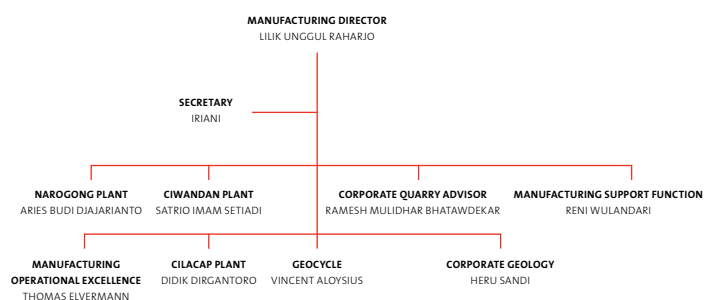 MANUFACTURING DIRECTOR
LILIK UNGGUL RAHARJO
SECRETARY
IRIANI
NAROGONG PLANT
ARIES BUDI DJAJARIANTO
CIWANDAN PLANT
SATRIO IMAM SETIADI
CORPORATE QUARRY ADVISOR
RAMESH MULIDHAR BHATAWDEKAR
MANUFACTURING SUPPORT FUNCTION
RENI WULANDARI
MANUFACTURING
OPERATIONAL EXCELLENCE
THOMAS ELVERMANN
CILACAP PLANT
DIDIK DIRGANTORO
GEOCYCLE
VINCENT ALOYSIUS
CORPORATE GEOLOGY
HERU SANDI